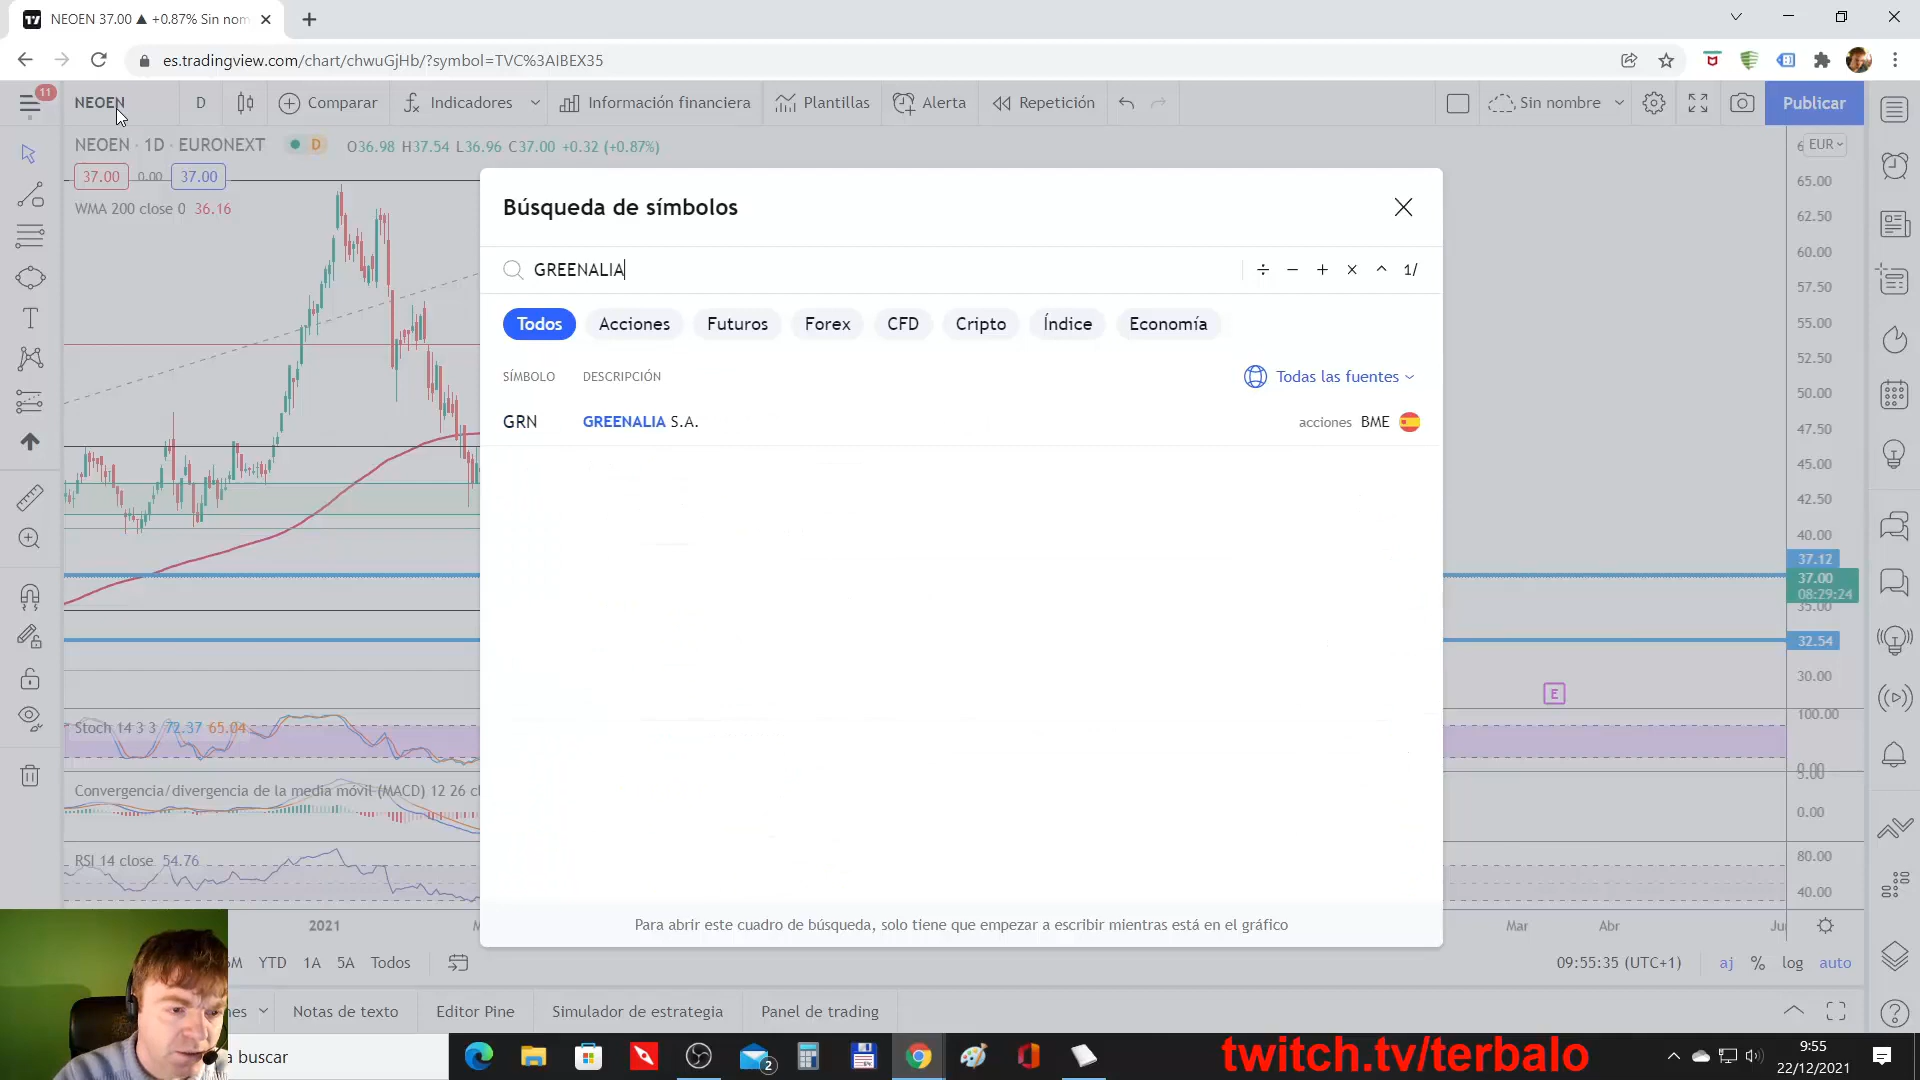 NEOEN 37.00 ▲ +0.87% Sin nom
es.tradingview.com/chart/chwuGjHb/?symbol=TVC%3AIBEX35
11
NEOEN
D
Comparar
Indicadores
Información financiera
Plantillas
Alerta
Repetición
Sin nombre
Publicar
NEOEN · 1D · EURONEXT
D
O36.98 H37.54 L36.96 C37.00 +0.32 (+0.87%)
EUR
37.00
0.00
37.00
WMA 200 close 0 36.16
Búsqueda de símbolos
GREENALIA
÷ − + × ^ 1/
Todos
Acciones
Futuros
Forex
CFD
Cripto
Índice
Economía
SÍMBOLO
DESCRIPCIÓN
Todas las fuentes
GRN
GREENALIA S.A.
acciones BME
Para abrir este cuadro de búsqueda, solo tiene que empezar a escribir mientras está en el gráfico
65.00
62.50
60.00
57.50
55.00
52.50
50.00
47.50
45.00
42.50
40.00
37.12
37.00
08:29:24
35.00
32.54
30.00
E
100.00
0.00
5.00
0.00
80.00
40.00
Stoch 14 3 3 72.37 65.04
Convergencia/divergencia de la media móvil (MACD) 12 26 cl
RSI 14 close 54.76
2021
Mar
Abr
YTD
1A
5A
Todos
09:55:35 (UTC+1)
aj
%
log
auto
Notas de texto
Editor Pine
Simulador de estrategia
Panel de trading
a buscar
2
twitch.tv/terbalo
9:55
22/12/2021